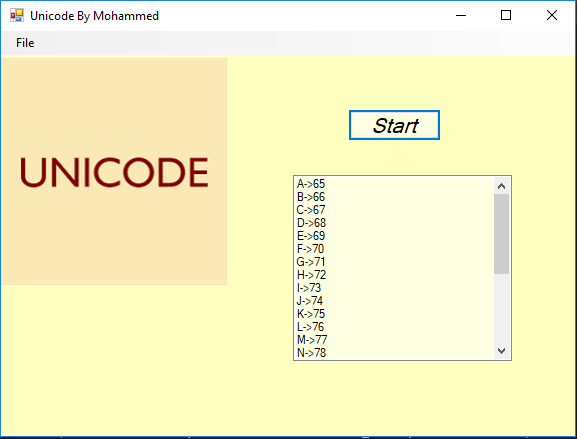 Unicode By Mohammed
File
UNICODE
Start
A->65
B->66
C->67
D->68
E->69
F->70
G->71
H->72
I->73
J->74
K->75
L->76
M->77
N->78